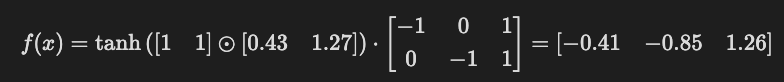 f(x) = tanh ([1 1] ⊙ [0.43 1.27]) · [−1 0 1; 0 −1 1] = [−0.41 −0.85 1.26]